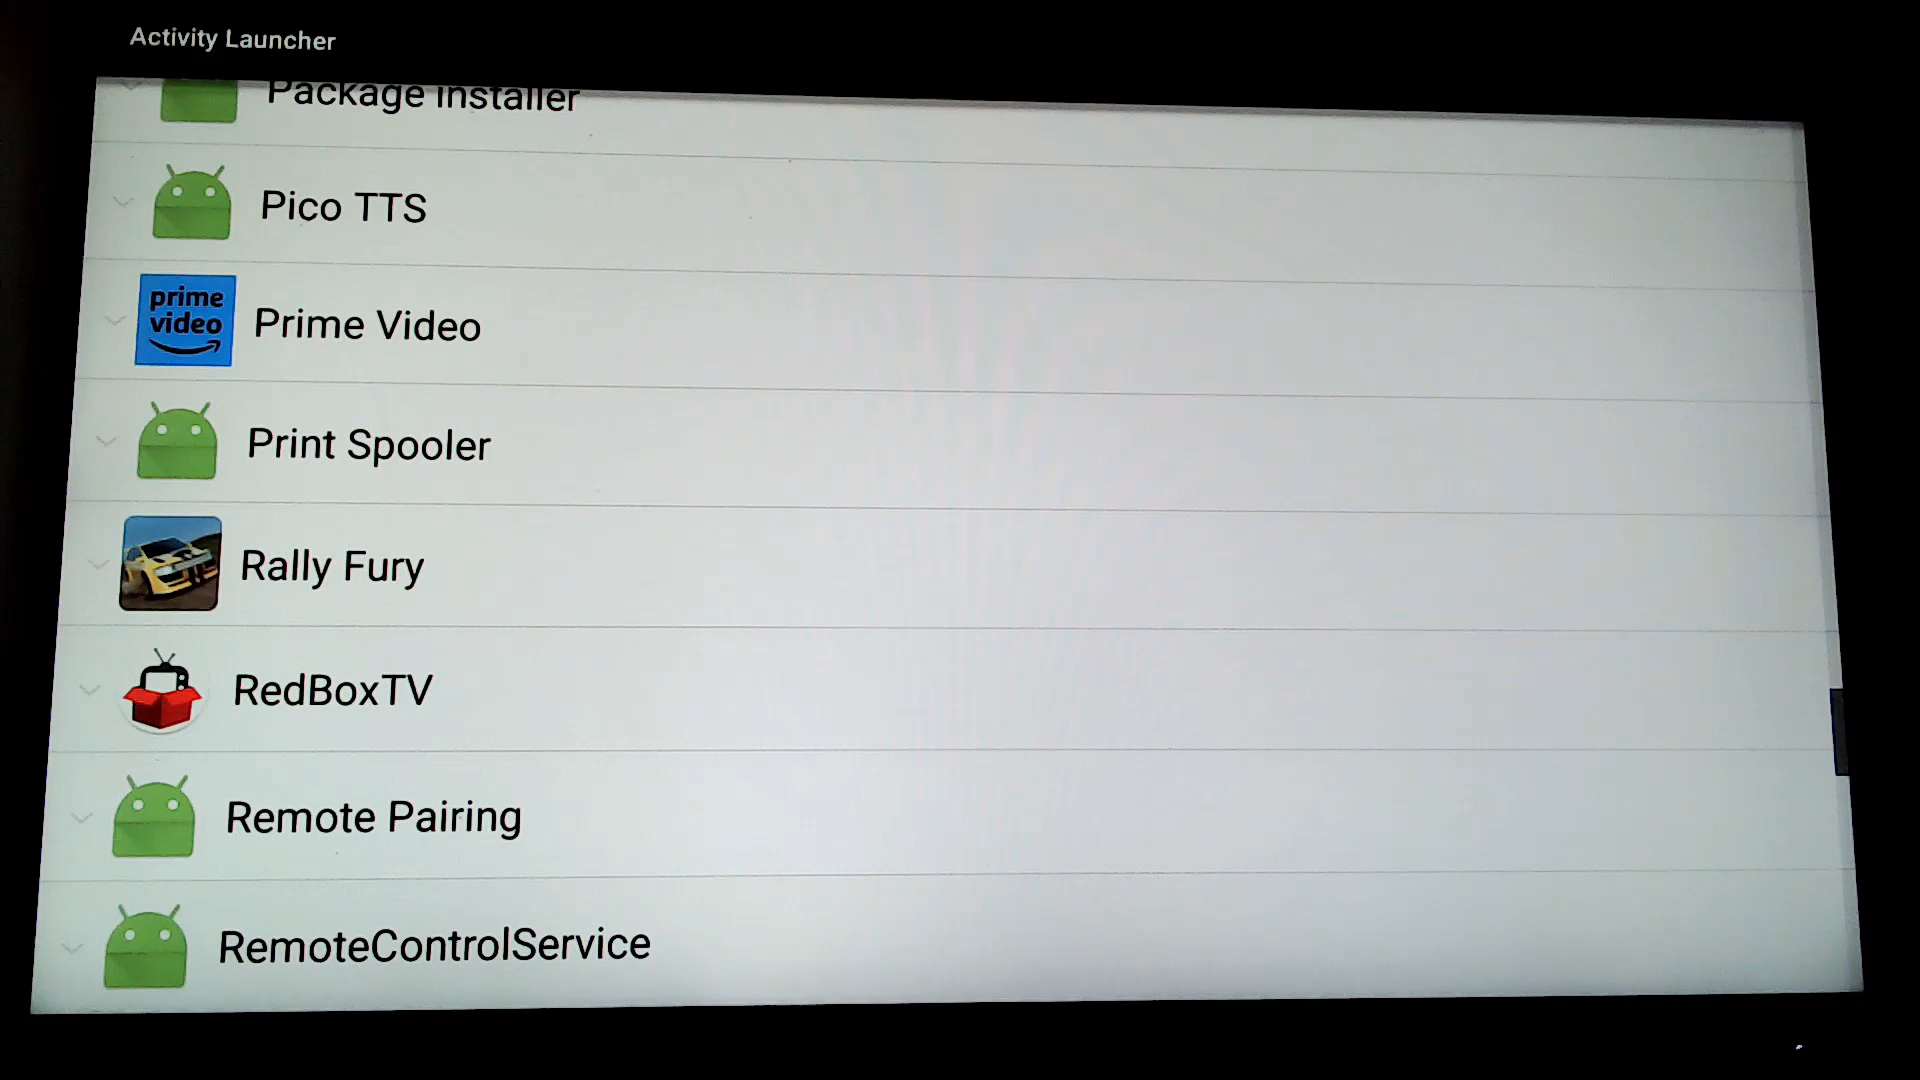 Activity Launcher
Package installer
Pico TTS
prime
video
Prime Video
Print Spooler
Rally Fury
RedBoxTV
Remote Pairing
RemoteControlService